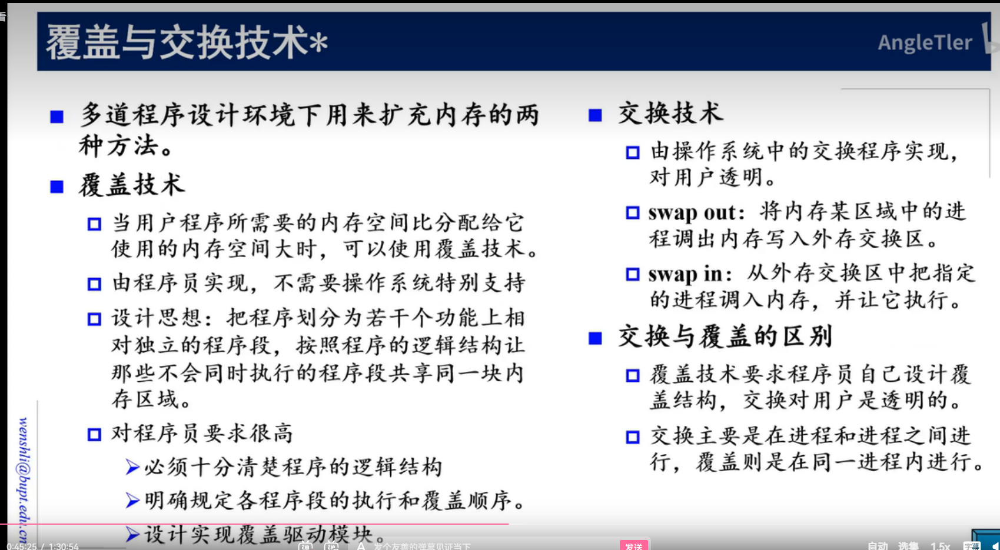 看
覆盖与交换技术*
AngleTler
多道程序设计环境下用来扩充内存的两
种方法。
覆盖技术
当用户程序所需要的内存空间比分配给它
使用的内存空间大时，可以使用覆盖技术。
由程序员实现，不需要操作系统特别支持
设计思想：把程序划分为若干个功能上相
对独立的程序段，按照程序的逻辑结构让
那些不会同时执行的程序段共享同一块内
存区域。
对程序员要求很高
必须十分清楚程序的逻辑结构
明确规定各程序段的执行和覆盖顺序。
设计实现覆盖驱动模块。
交换技术
由操作系统中的交换程序实现，
对用户透明。
swap out：将内存某区域中的进
程调出内存写入外存交换区。
swap in：从外存交换区中把指定
的进程调入内存，并让它执行。
交换与覆盖的区别
覆盖技术要求程序员自己设计覆
盖结构，交换对用户是透明的。
交换主要是在进程和进程之间进
行，覆盖则是在同一进程内进行。
wenshli@bupt.edu.cn
0:45:25 / 1:30:54
弹 弹 A 发个友善的弹幕见证当下 发送
自动 选集 1.5x 字幕